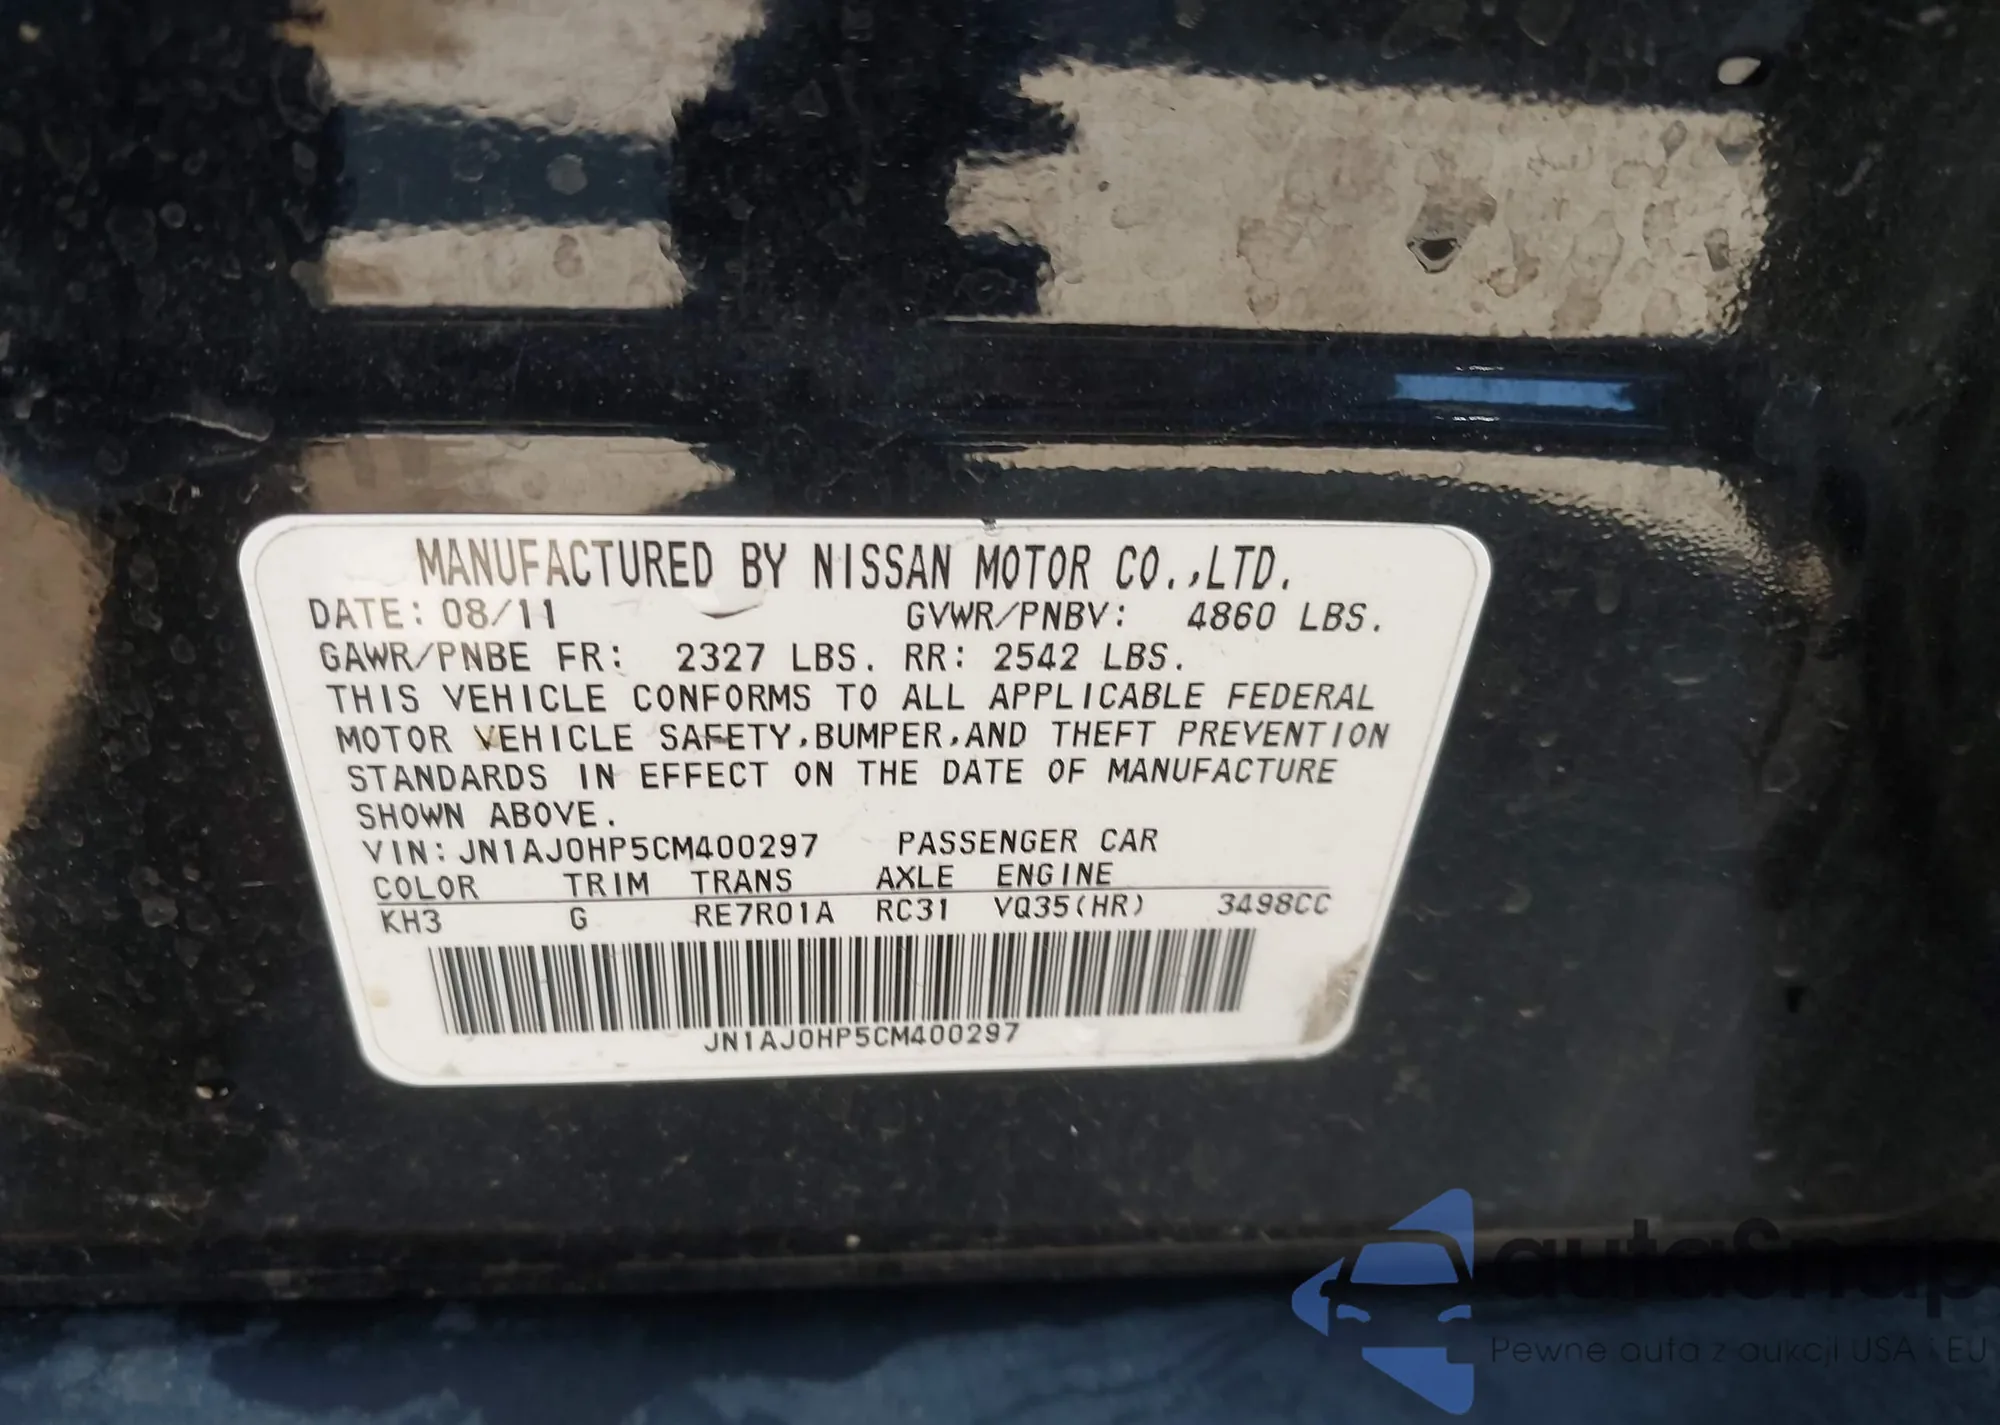 MANUFACTURED BY NISSAN MOTOR CO.,LTD.
DATE: 08/11 GVWR/PNBV: 4860 LBS.
GAWR/PNBE FR: 2327 LBS. RR: 2542 LBS.
THIS VEHICLE CONFORMS TO ALL APPLICABLE FEDERAL
MOTOR VEHICLE SAFETY,BUMPER,AND THEFT PREVENTION
STANDARDS IN EFFECT ON THE DATE OF MANUFACTURE
SHOWN ABOVE.
VIN: JN1AJ0HP5CM400297 PASSENGER CAR
COLOR TRIM TRANS AXLE ENGINE
KH3 G RE7R01A RC31 VQ35(HR) 3498CC
JN1AJ0HP5CM400297
autaSnap
Pewne auta z aukcji USA i EU